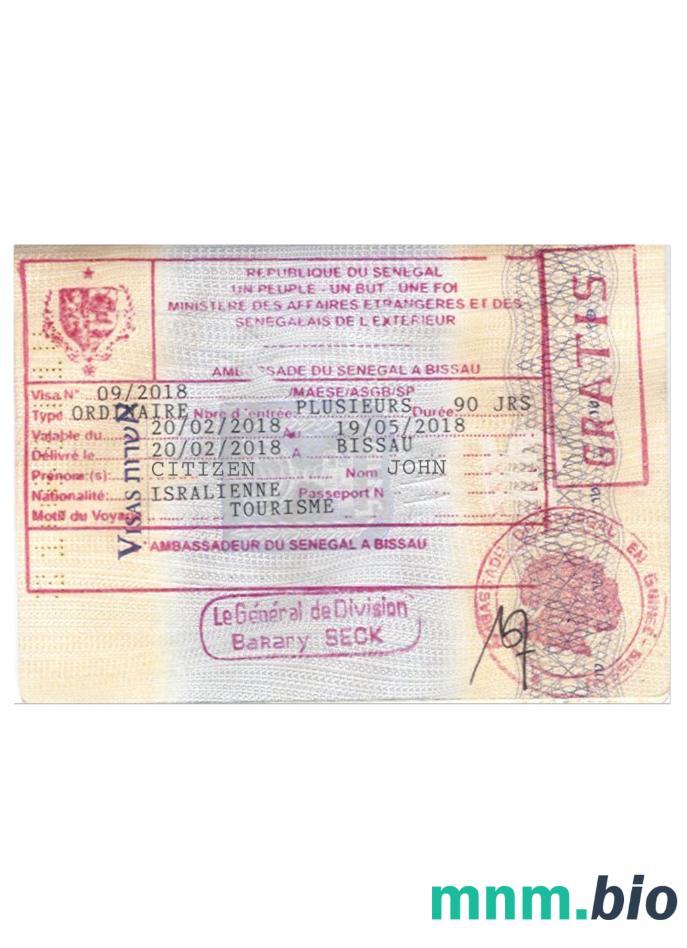 REPUBLIQUE DU SENEGAL
UN PEUPLE - UN BUT - UNE FOI
MINISTERE DES AFFAIRES ETRANGERES ET DES
SENEGALAIS DE L'EXTERIEUR
AMBASSADE DU SENEGAL A BISSAU
GRATIS
Visa N° 09/2018 /MAESE/ASGB/SP
Type ORDINAIRE Nbre d'entrée PLUSIEURS Durée 90 JRS
Valable du 20/02/2018 Au 19/05/2018
Délivré le 20/02/2018 A BISSAU
Prénom:(s) CITIZEN Nom JOHN
Nationalité: ISRALIENNE Passeport N
Motif du Voyage TOURISME
VISAS אשרות
AMBASSADEUR DU SENEGAL A BISSAU
Le Général de Division
Bakary SECK
mnm.bio